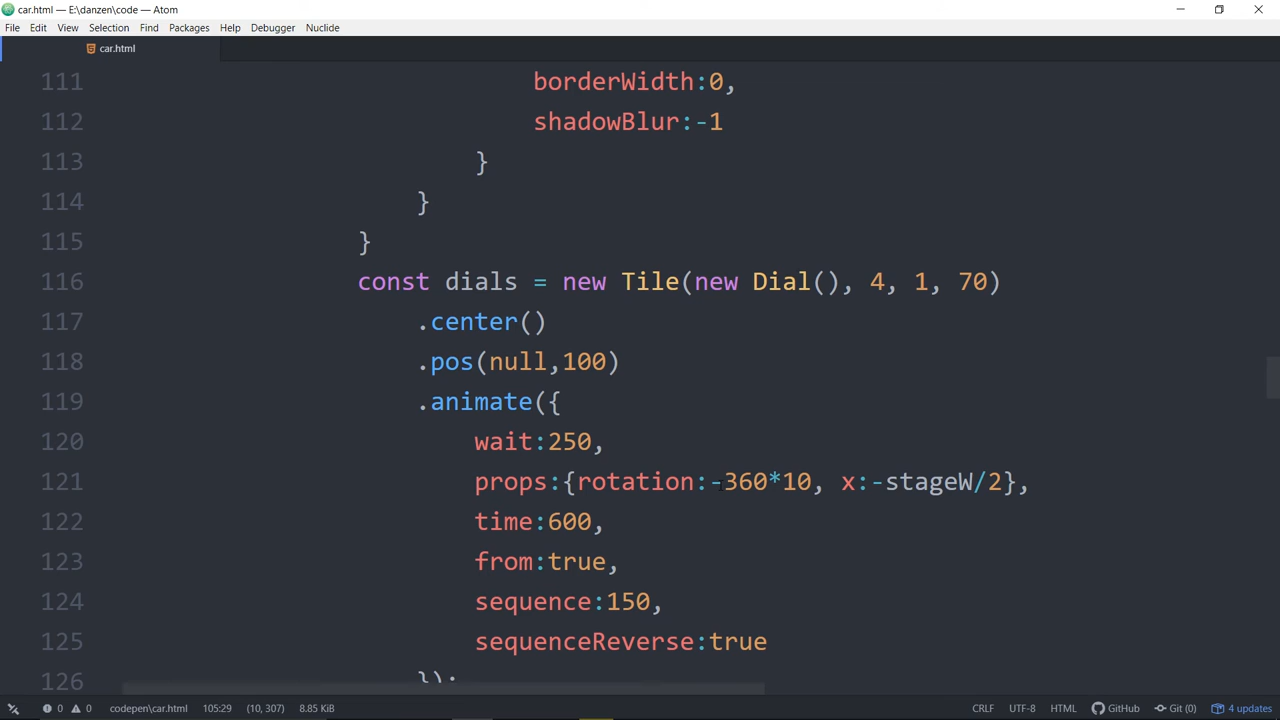 car.html — E:\danzen\code — Atom
File Edit View Selection Find Packages Help Debugger Nuclide
car.html
111 borderWidth:0,
112 shadowBlur:-1
113 }
114 }
115 }
116 const dials = new Tile(new Dial(), 4, 1, 70)
117 .center()
118 .pos(null,100)
119 .animate({
120 wait:250,
121 props:{rotation:-360*10, x:-stageW/2},
122 time:600,
123 from:true,
124 sequence:150,
125 sequenceReverse:true
126 });
0 0 codepen\car.html 105:29 (10, 307) 8.85 KiB CRLF UTF-8 HTML GitHub Git (0) 4 updates